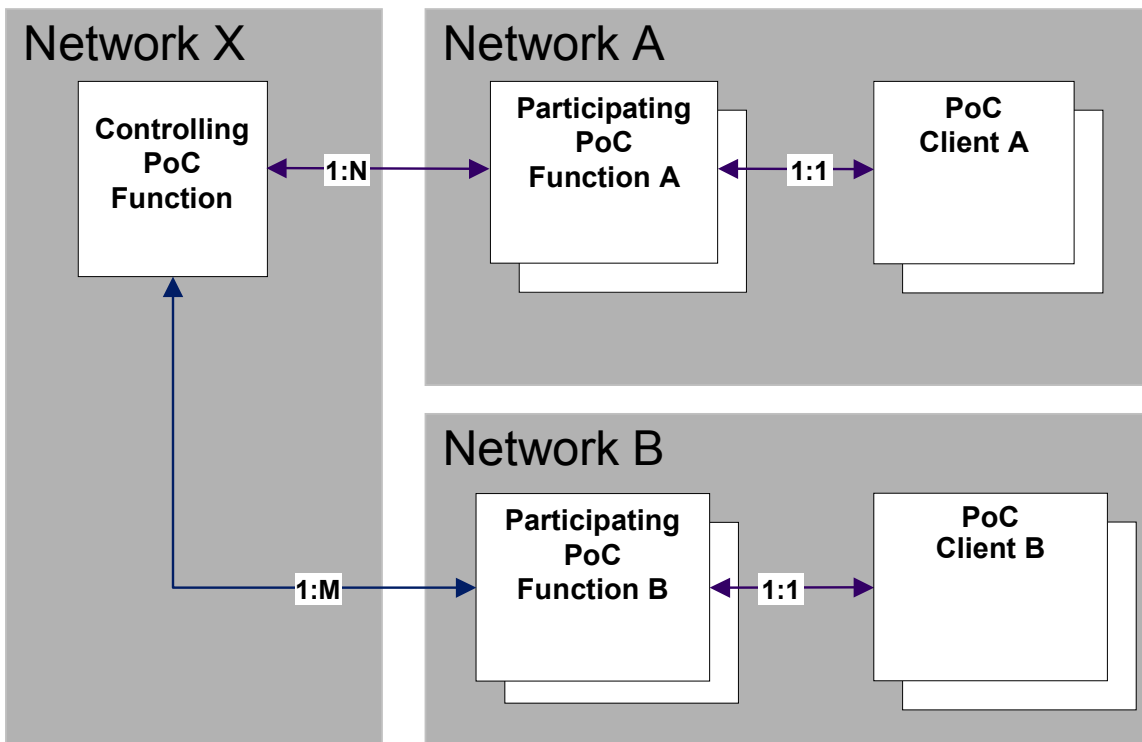 Network X
Controlling
PoC
Function
1:N
Network A
Participating
PoC
Function A
1:1
PoC
Client A
Network B
1:M
Participating
PoC
Function B
1:1
PoC
Client B